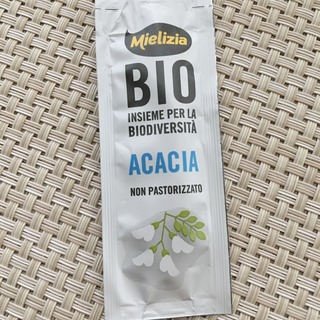 Mielizia
BIO
INSIEME PER LA
BIODIVERSITÀ
ACACIA
NON PASTORIZZATO